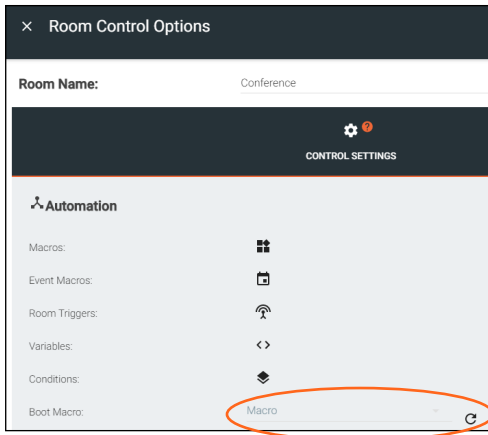 × Room Control Options
Room Name: Conference
?
CONTROL SETTINGS
Automation
Macros:
Event Macros:
Room Triggers:
Variables:
Conditions:
Boot Macro: Macro